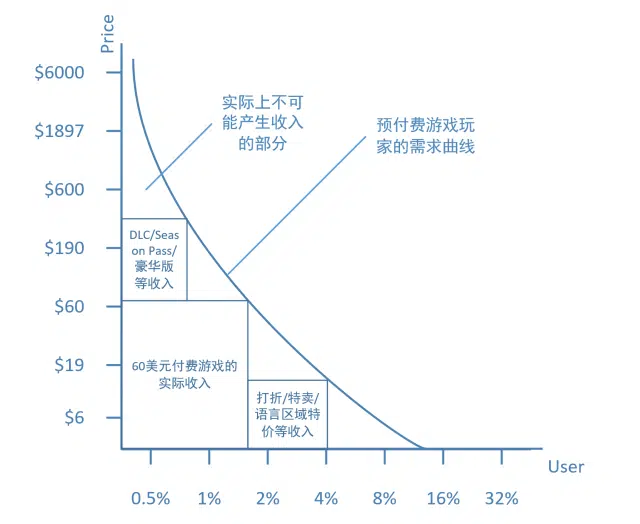 Price
$6000
$1897
$600
$190
$60
$19
$6
实际上不可
能产生收入
的部分
预付费游戏玩
家的需求曲线
DLC/Seas
on Pass/
豪华版
等收入
60美元付费游戏的
实际收入
打折/特卖/
语言区域特
价等收入
User
0.5%
1%
2%
4%
8%
16%
32%